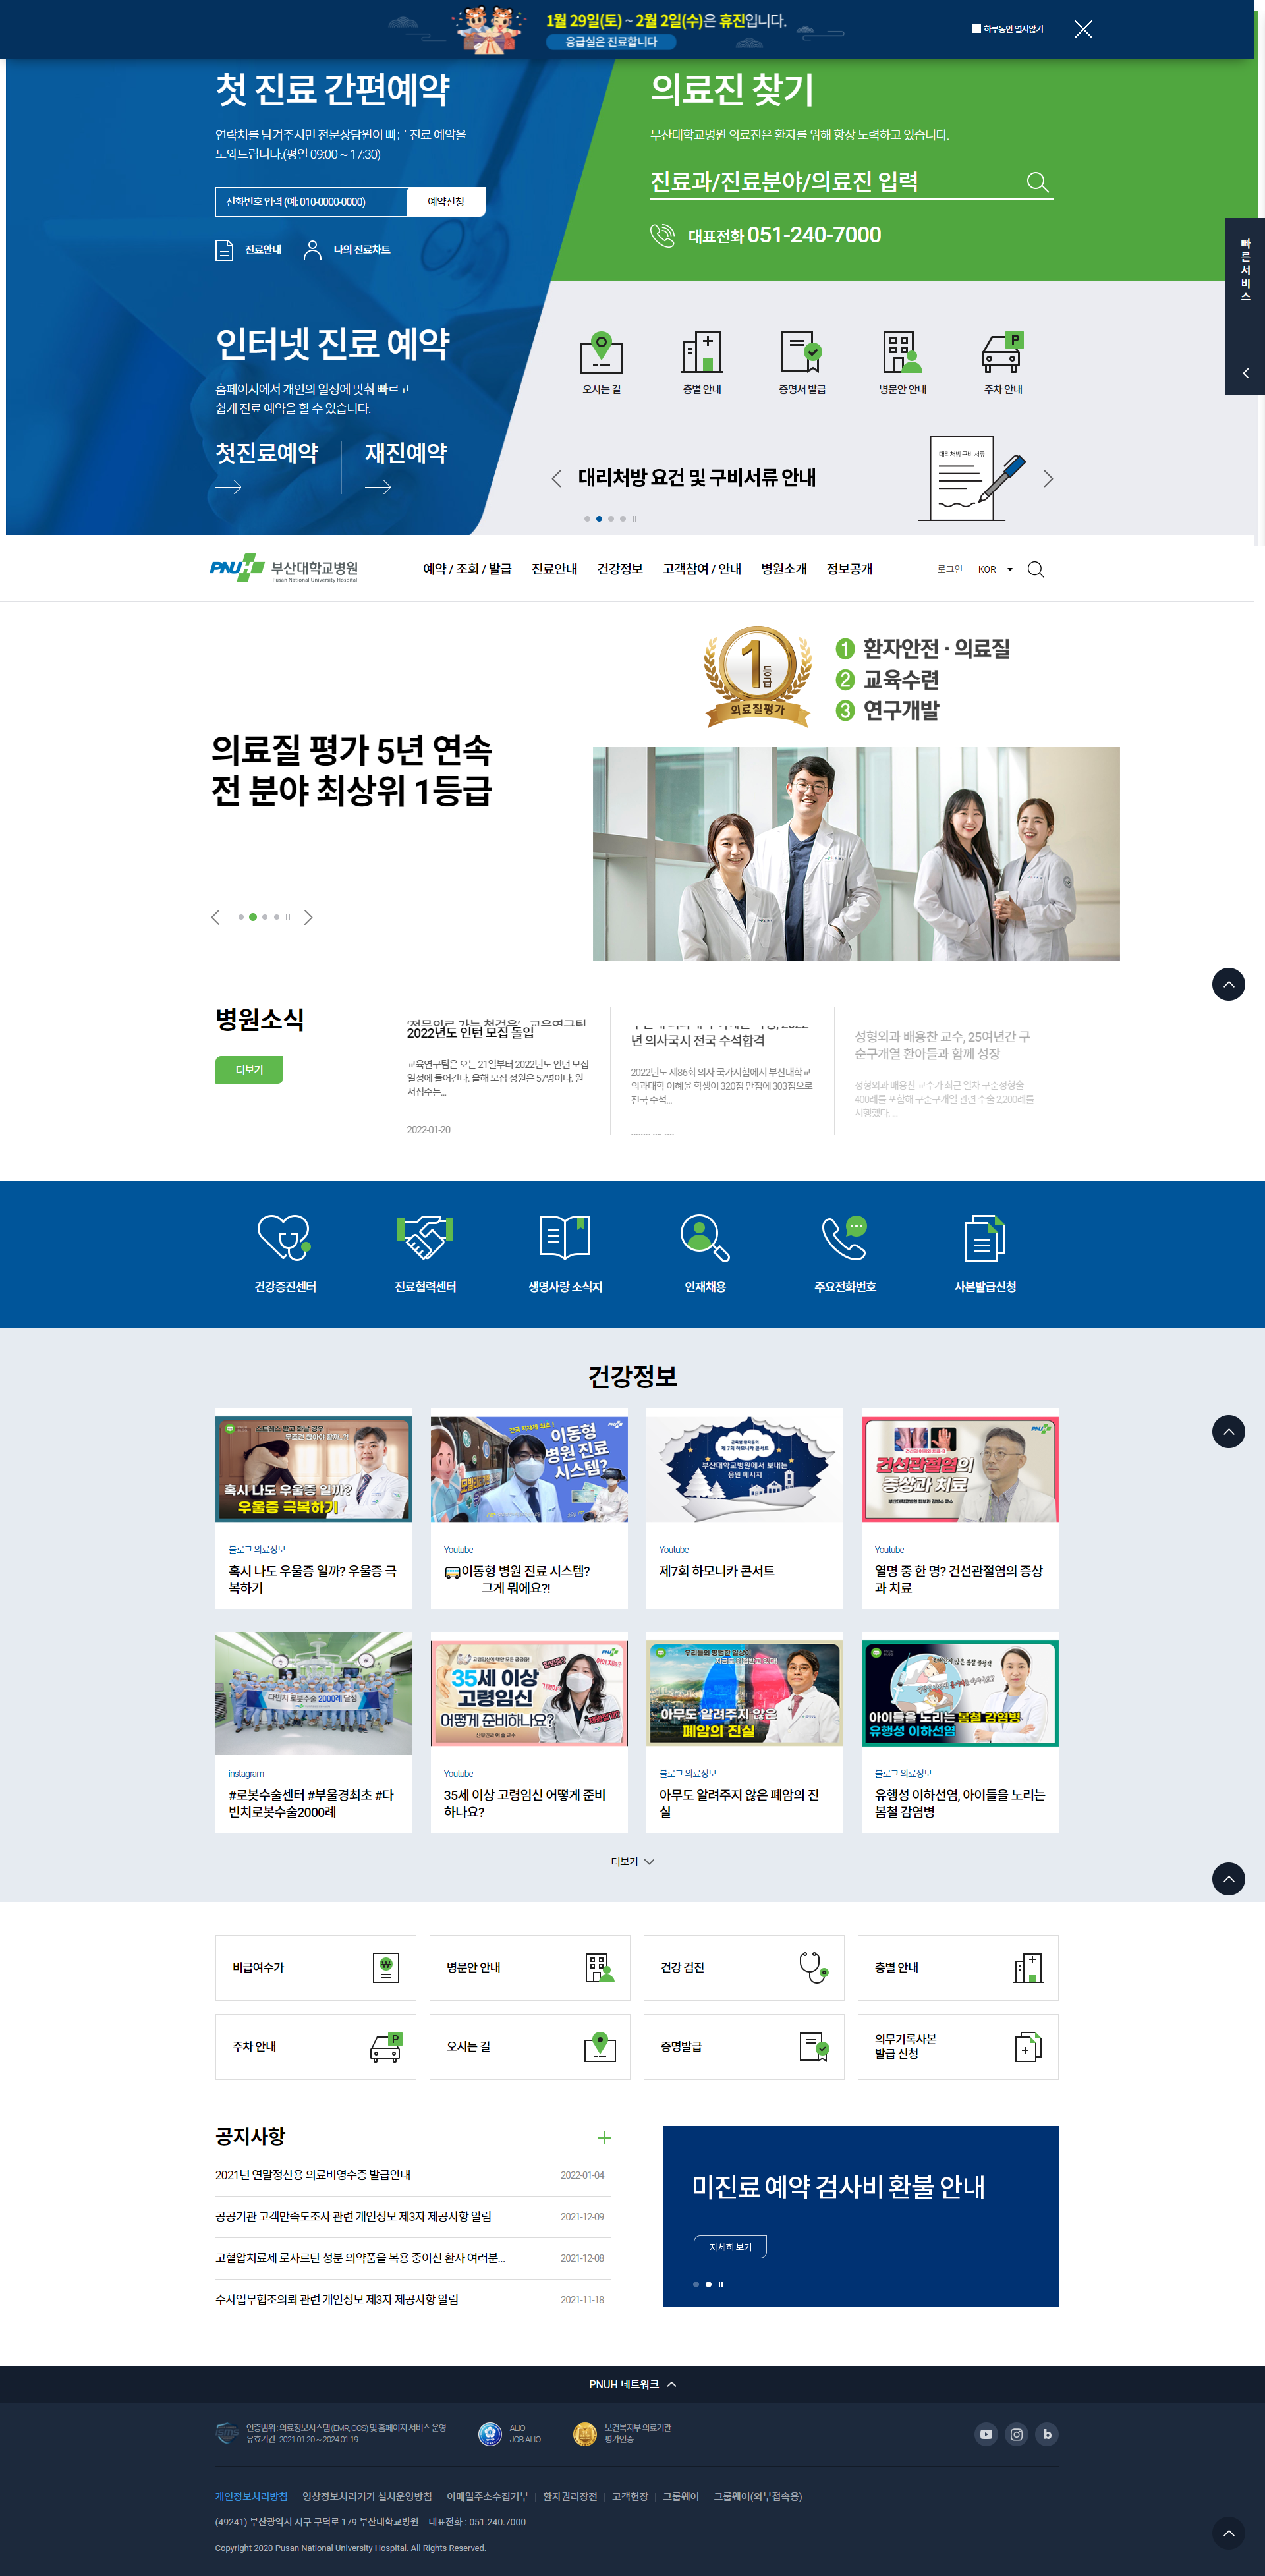 1월 29일(토) ~ 2월 2일(수)은 휴진입니다.
응급실은 진료합니다
하루동안 열지않기
첫 진료 간편예약
연락처를 남겨주시면 전문상담원이 빠른 진료 예약을
도와드립니다.(평일 09:00 ~ 17:30)
전화번호 입력 (예: 010-0000-0000)
예약신청
진료안내
나의 진료차트
인터넷 진료 예약
홈페이지에서 개인의 일정에 맞춰 빠르고
쉽게 진료 예약을 할 수 있습니다.
첫진료예약
재진예약
의료진 찾기
부산대학교병원 의료진은 환자를 위해 항상 노력하고 있습니다.
진료과/진료분야/의료진 입력
대표전화 051-240-7000
빠른서비스
오시는 길
층별 안내
증명서 발급
병문안 안내
주차 안내
대리처방 요건 및 구비서류 안내
대리처방 구비 서류
PNUH 부산대학교병원
Pusan National University Hospital
예약 / 조회 / 발급
진료안내
건강정보
고객참여 / 안내
병원소개
정보공개
로그인
KOR
1등급
의료질평가
1 환자안전 · 의료질
2 교육수련
3 연구개발
의료질 평가 5년 연속
전 분야 최상위 1등급
병원소식
더보기
2022년도 인턴 모집 돌입
교육연구팀은 오는 21일부터 2022년도 인턴 모집
일정에 들어간다. 올해 모집 정원은 57명이다. 원
서접수는...
2022-01-20
년 의사국시 전국 수석합격
2022년도 제86회 의사 국가시험에서 부산대학교
의과대학 이혜윤 학생이 320점 만점에 303점으로
전국 수석...
성형외과 배용찬 교수, 25여년간 구
순구개열 환아들과 함께 성장
성형외과 배용찬 교수가 최근 일차 구순성형술
400례를 포함해 구순구개열 관련 수술 2,200례를
시행했다. ...
건강증진센터
진료협력센터
생명사랑 소식지
인재채용
주요전화번호
사본발급신청
건강정보
스트레스 받고 화날 경우
무조건 참아야 할까...?
혹시 나도 우울증 일까?
우울증 극복하기
블로그-의료정보
혹시 나도 우울증 일까? 우울증 극
복하기
이동형
병원 진료
시스템?
Youtube
이동형 병원 진료 시스템?
그게 뭐에요?!
제 7회 하모니카 콘서트
부산대학교병원에서 보내는
응원 메시지
Youtube
제7회 하모니카 콘서트
PNUH
건선관절염의
증상과 치료
Youtube
열명 중 한 명? 건선관절염의 증상
과 치료
다빈치 로봇수술 2000례 달성
instagram
#로봇수술센터 #부울경최초 #다
빈치로봇수술2000례
PNUH
35세 이상
고령임신
어떻게 준비하나요?
Youtube
35세 이상 고령임신 어떻게 준비
하나요?
우리들의 평범한 일상이
지금도 위협받고 있다!
아무도 알려주지 않은
폐암의 진실
블로그-의료정보
아무도 알려주지 않은 폐암의 진
실
아이들을 노리는 봄철 감염병
유행성 이하선염
블로그-의료정보
유행성 이하선염, 아이들을 노리는
봄철 감염병
더보기
비급여수가
병문안 안내
건강 검진
층별 안내
주차 안내
오시는 길
증명발급
의무기록사본
발급 신청
공지사항
2021년 연말정산용 의료비영수증 발급안내 2022-01-04
공공기관 고객만족도조사 관련 개인정보 제3자 제공사항 알림 2021-12-09
고혈압치료제 로사르탄 성분 의약품을 복용 중이신 환자 여러분... 2021-12-08
수사업무협조의뢰 관련 개인정보 제3자 제공사항 알림 2021-11-18
미진료 예약 검사비 환불 안내
자세히 보기
PNUH 네트워크
인증범위 : 의료정보시스템(EMR, OCS) 및 홈페이지 서비스 운영
유효기간 : 2021.01.20 ~ 2024.01.19
ALIO
JOB-ALIO
보건복지부 의료기관
평가인증
개인정보처리방침
영상정보처리기기 설치운영방침
이메일주소수집거부
환자권리장전
고객헌장
그룹웨어
그룹웨어(외부접속용)
(49241) 부산광역시 서구 구덕로 179 부산대학교병원 대표전화 : 051.240.7000
Copyright 2020 Pusan National University Hospital. All Rights Reserved.